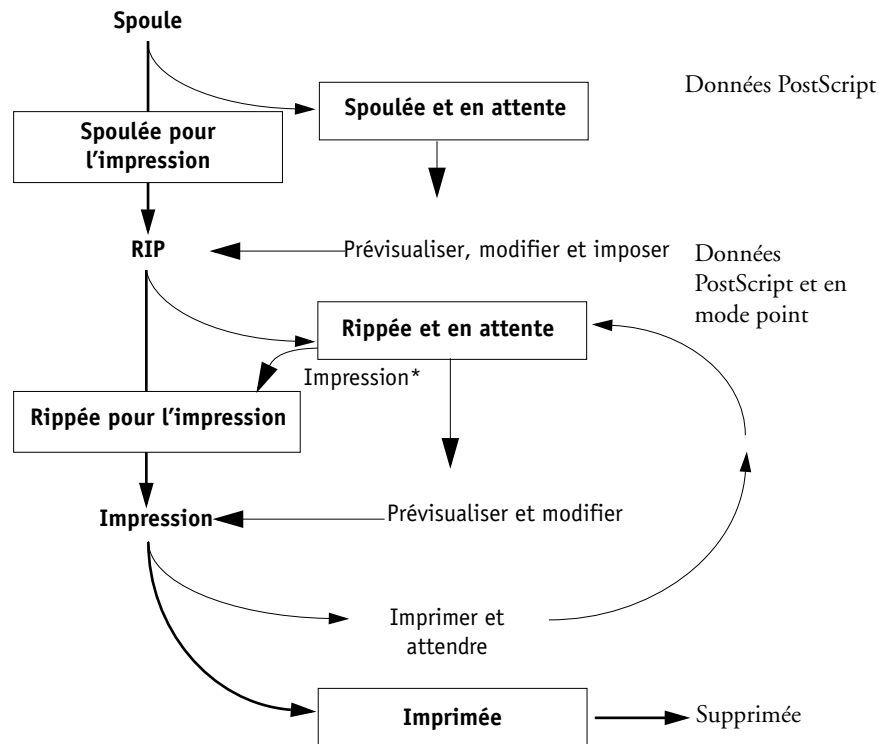 Spoule
Données PostScript
Spoulée et en attente
Spoulée pour
l’impression
RIP
Prévisualiser, modifier et imposer
Données
PostScript et en
mode point
Rippée et en attente
Impression*
Rippée pour l’impression
Impression
Prévisualiser et modifier
Imprimer et
attendre
Imprimée
Supprimée